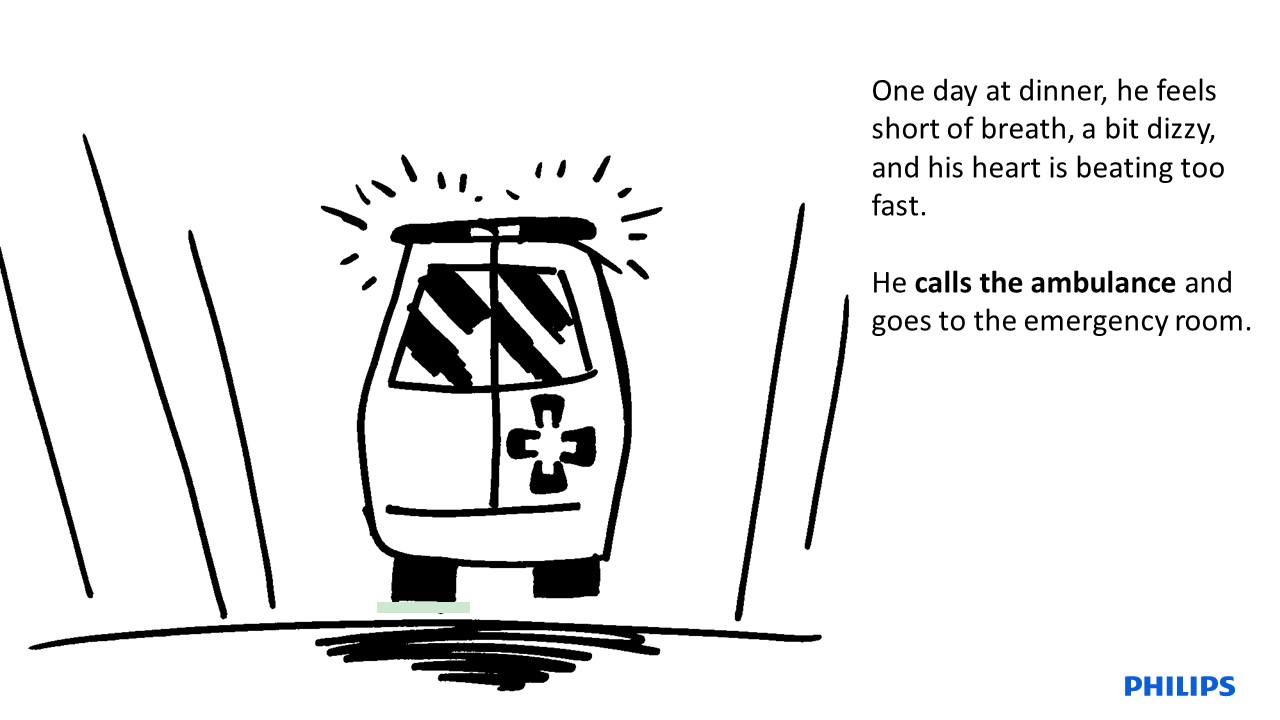 One day at dinner, he feels
short of breath, a bit dizzy,
and his heart is beating too
fast.
He calls the ambulance and
goes to the emergency room.
PHILIPS